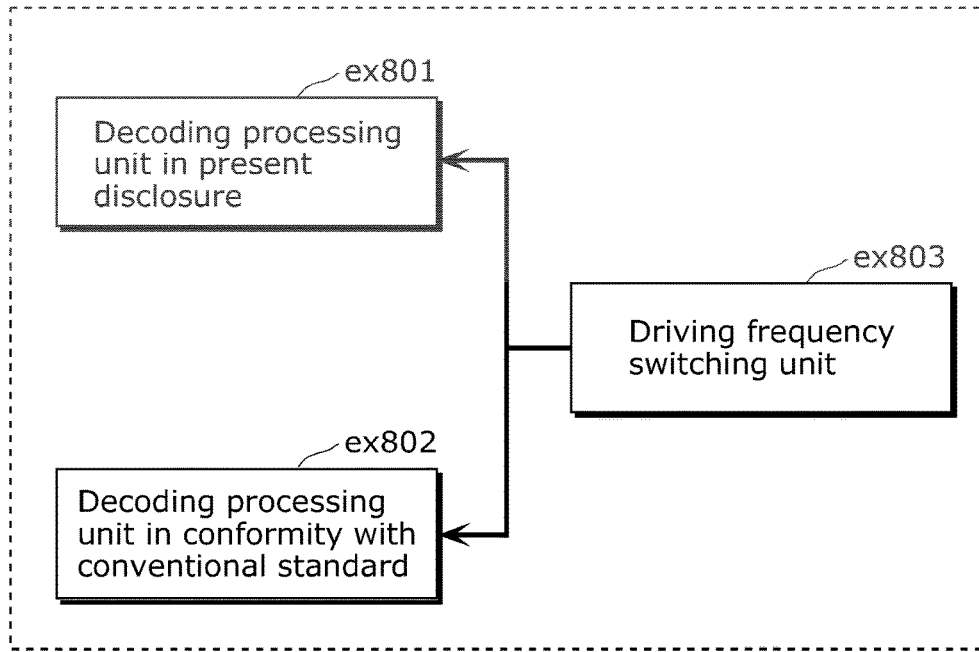 ex801
Decoding processing
unit in present
disclosure
ex803
Driving frequency
switching unit
ex802
Decoding processing
unit in conformity with
conventional standard